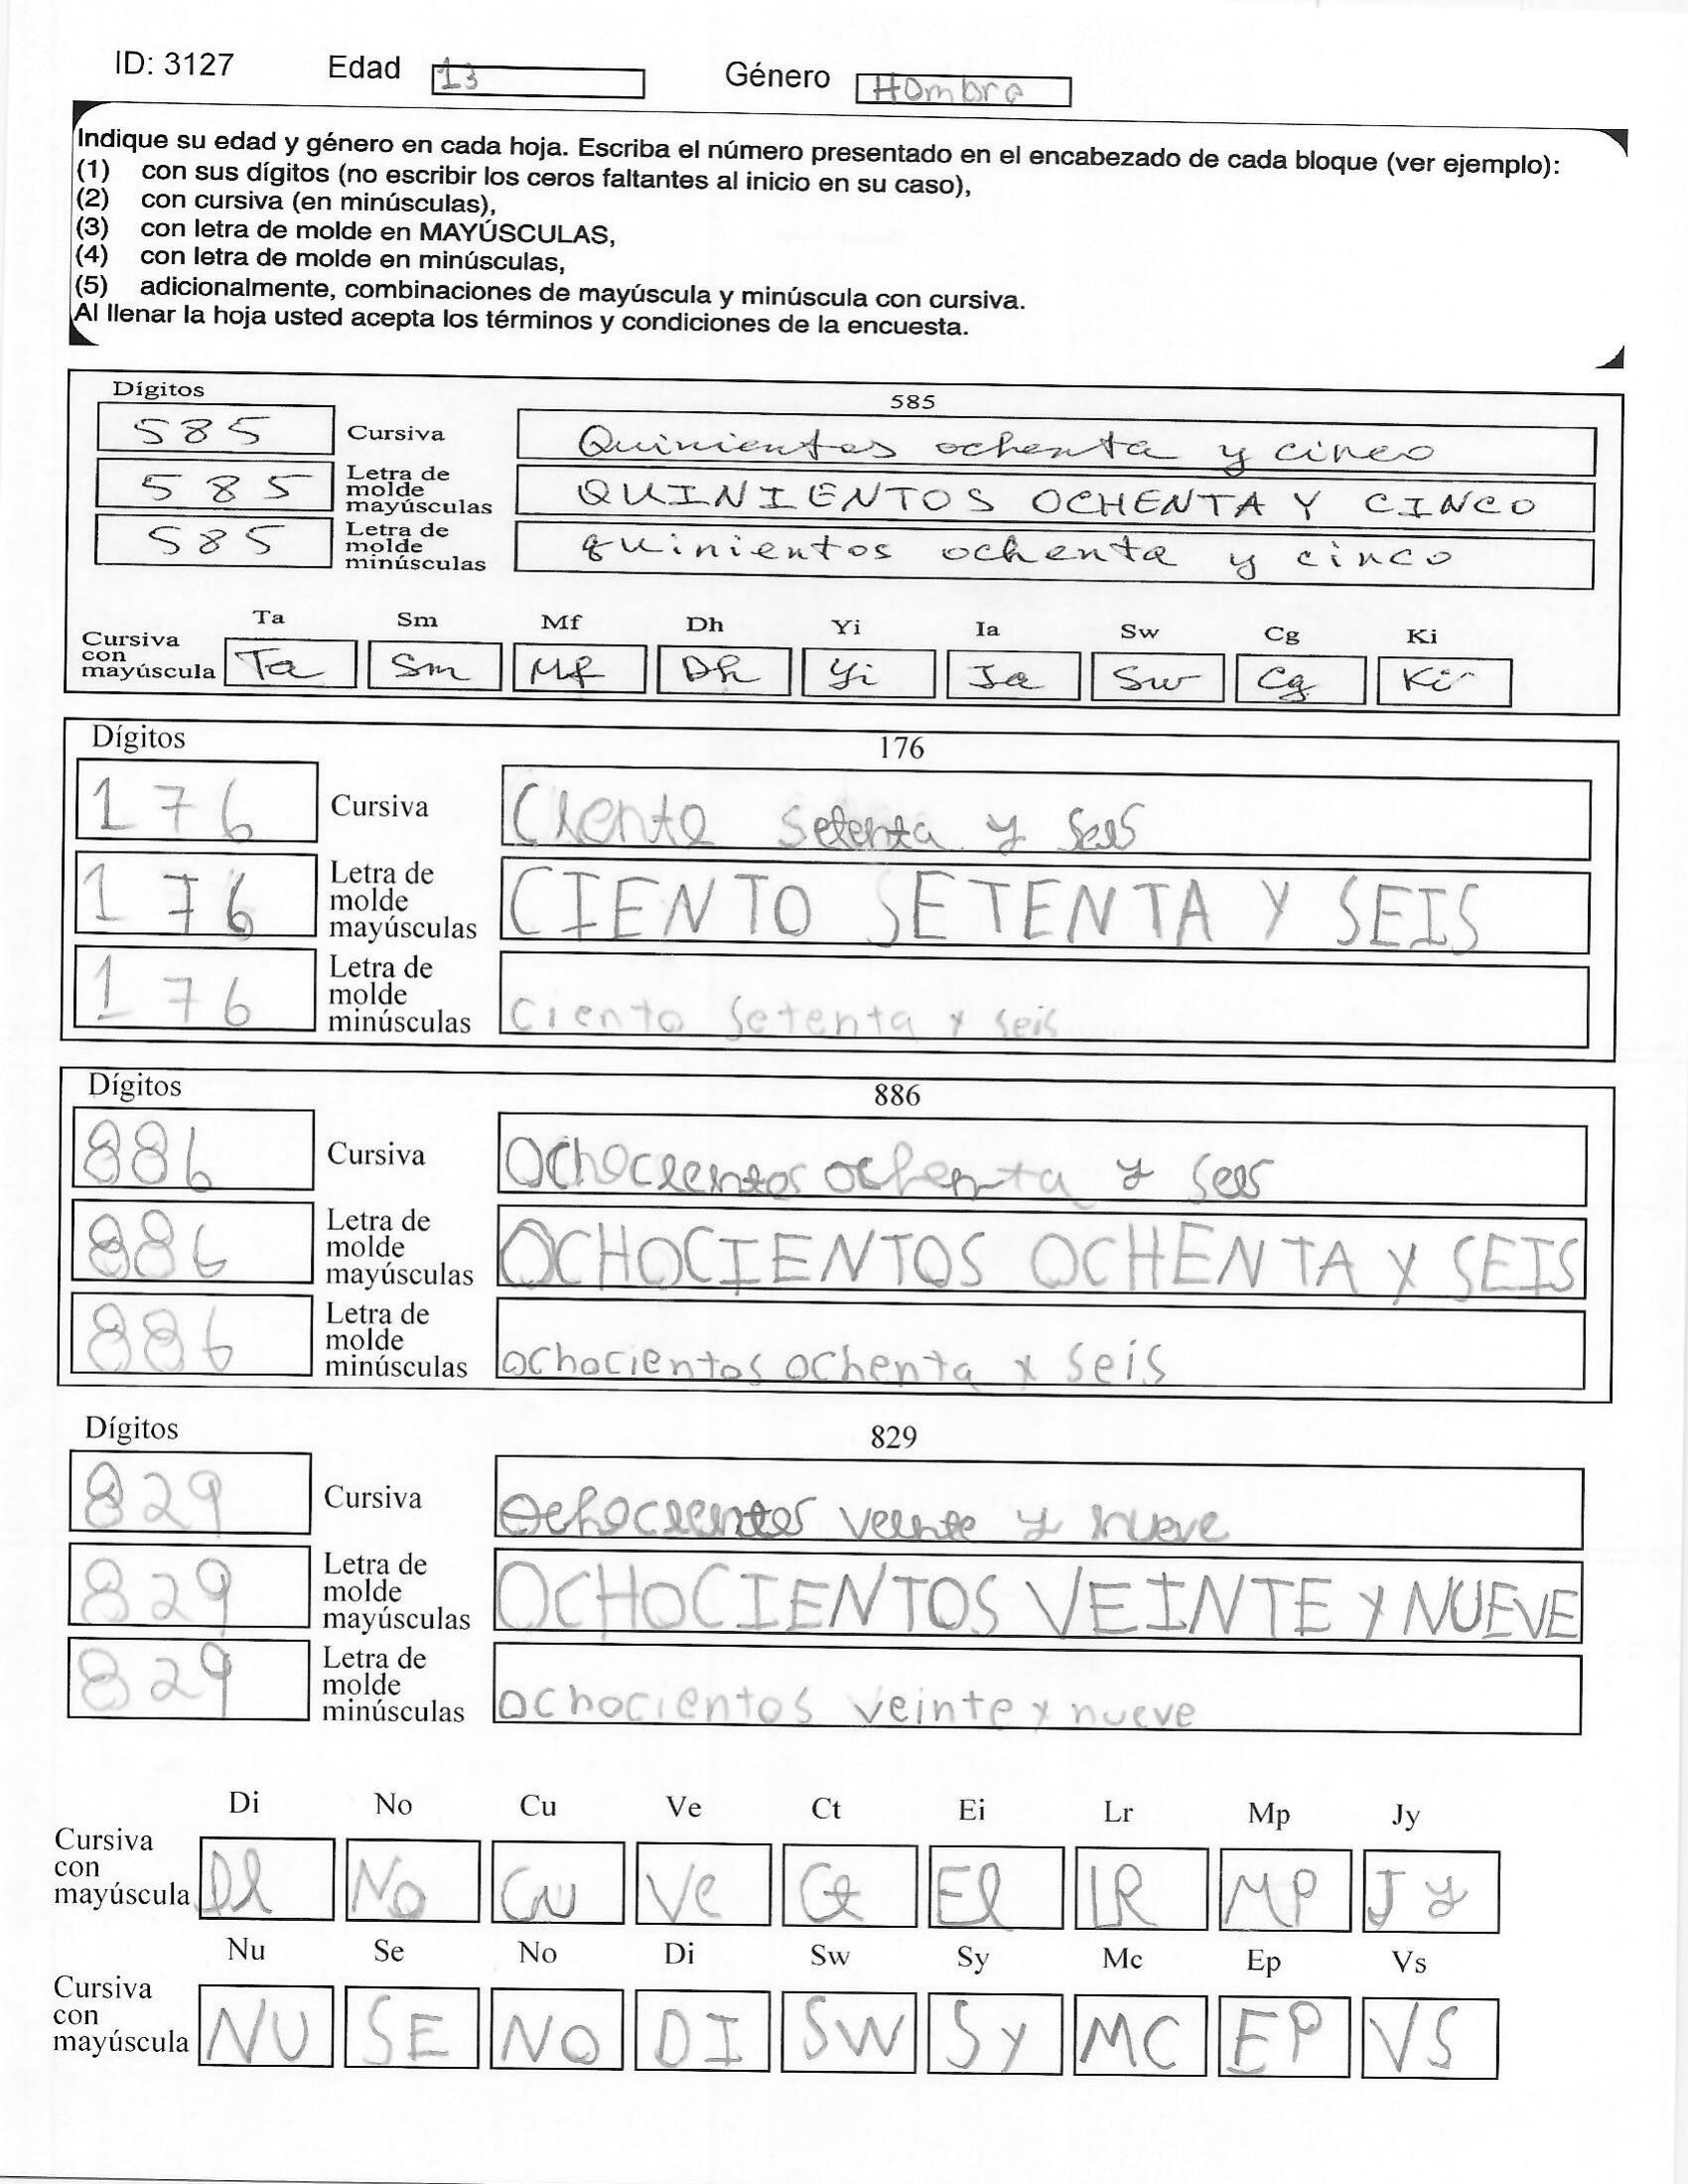 ID: 3127 Edad 13 Género Hombre
Indique su edad y género en cada hoja. Escriba el número presentado en el encabezado de cada bloque (ver ejemplo):
(1) con sus dígitos (no escribir los ceros faltantes al inicio en su caso),
(2) con cursiva (en minúsculas),
(3) con letra de molde en MAYÚSCULAS,
(4) con letra de molde en minúsculas,
(5) adicionalmente, combinaciones de mayúscula y minúscula con cursiva.
Al llenar la hoja usted acepta los términos y condiciones de la encuesta.
Dígitos 585
585 Cursiva Quinientos ochenta y cinco
585 Letra de molde mayúsculas QUINIENTOS OCHENTA Y CINCO
585 Letra de molde minúsculas quinientos ochenta y cinco
Ta Sm Mf Dh Yi Ia Sw Cg Ki
Cursiva con mayúscula Ta Sm Mf Dh Yi Ia Sw Cg Ki
Dígitos 176
176 Cursiva Ciento setenta y seis
176 Letra de molde mayúsculas CIENTO SETENTA Y SEIS
176 Letra de molde minúsculas Ciento setenta y seis
Dígitos 886
886 Cursiva Ochocientos ochenta y seis
886 Letra de molde mayúsculas OCHOCIENTOS OCHENTA Y SEIS
886 Letra de molde minúsculas ochocientos ochenta y seis
Dígitos 829
829 Cursiva Ochocientos veinte y nueve
829 Letra de molde mayúsculas OCHOCIENTOS VEINTE Y NUEVE
829 Letra de molde minúsculas ochocientos veinte y nueve
Di No Cu Ve Ct Ei Lr Mp Jy
Cursiva con mayúscula Di No Cu Ve Ct Ei LR MP Jy
Nu Se No Di Sw Sy Mc Ep Vs
Cursiva con mayúscula NU SE NO DI SW Sy MC EP VS